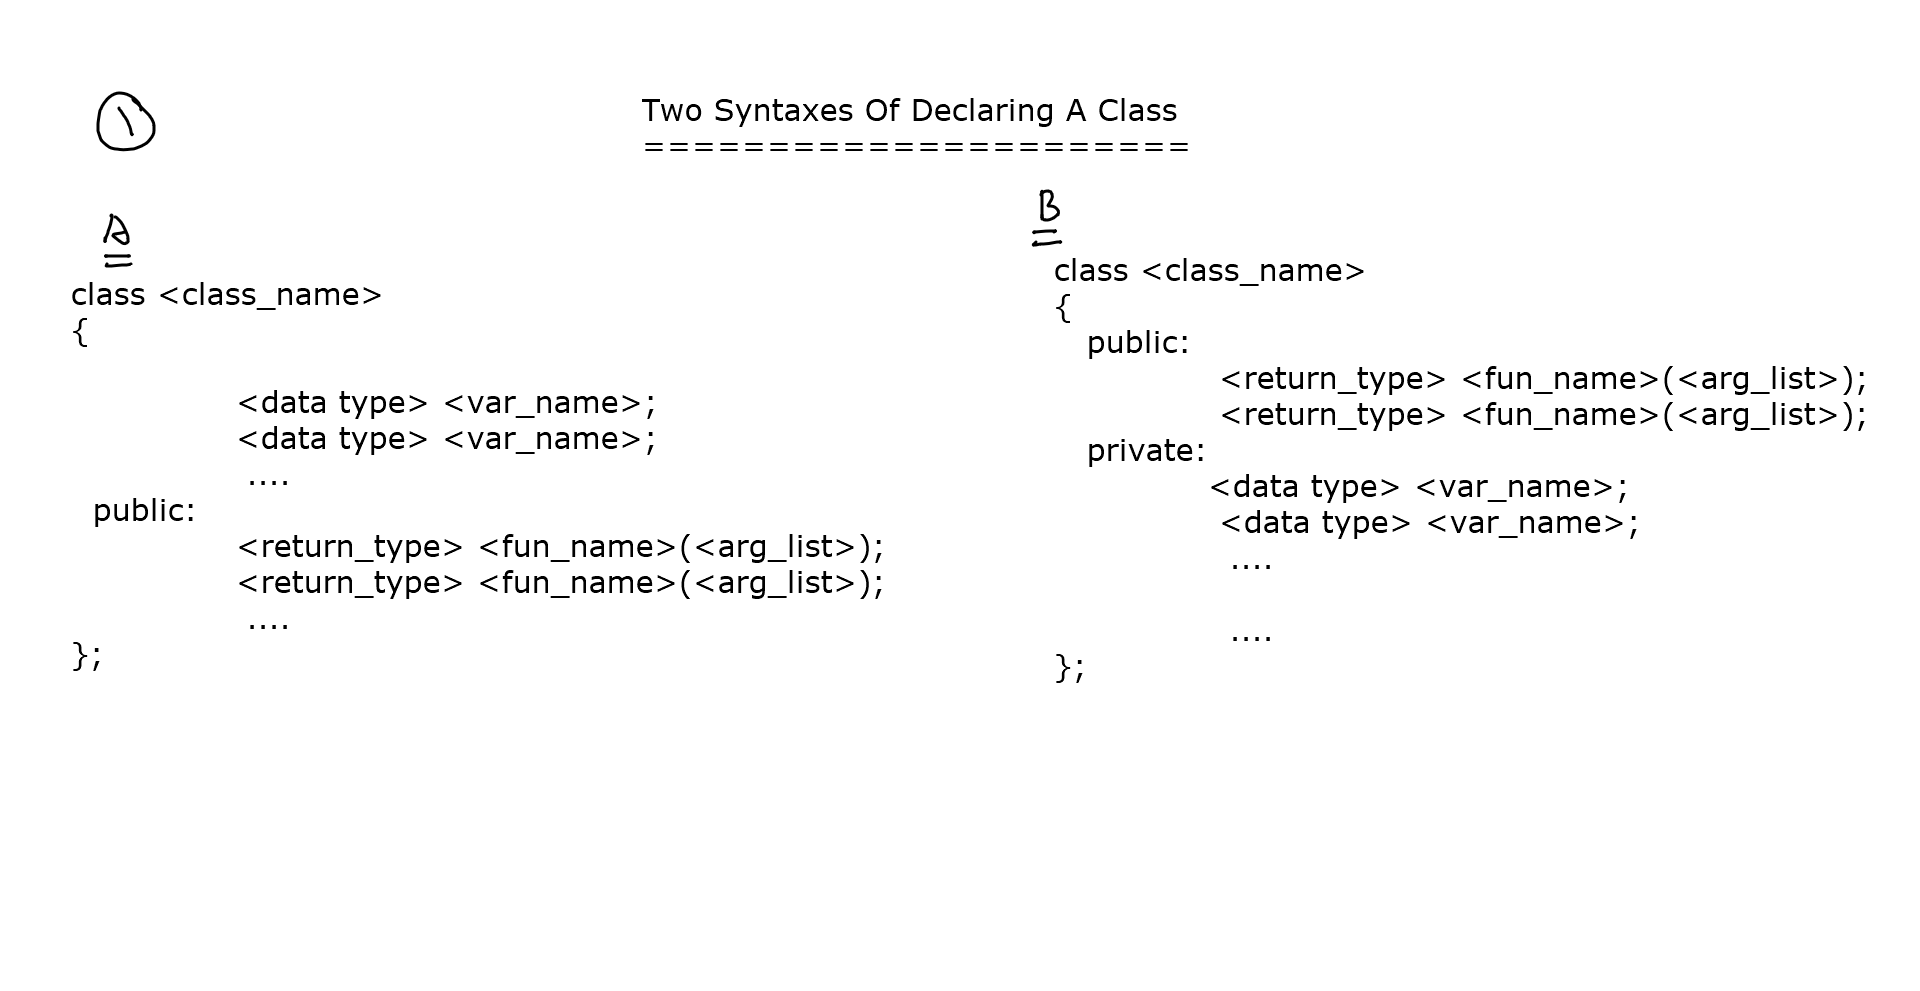 1
Two Syntaxes Of Declaring A Class
======================
A
class <class_name>
{
<data type> <var_name>;
<data type> <var_name>;
....
public:
<return_type> <fun_name>(<arg_list>);
<return_type> <fun_name>(<arg_list>);
....
};
B
class <class_name>
{
public:
<return_type> <fun_name>(<arg_list>);
<return_type> <fun_name>(<arg_list>);
private:
<data type> <var_name>;
<data type> <var_name>;
....
....
};